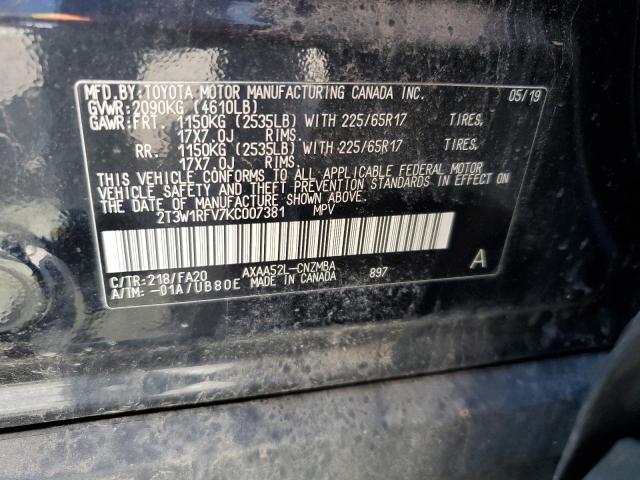 MFD.BY:TOYOTA MOTOR MANUFACTURING CANADA INC. 05/19
GVWR:2090KG (4610LB)
GAWR:FRT 1150KG (2535LB) WITH 225/65R17 TIRES,
17X7.0J RIMS.
RR. 1150KG (2535LB) WITH 225/65R17 TIRES,
17X7.0J RIMS.
THIS VEHICLE CONFORMS TO ALL APPLICABLE FEDERAL MOTOR
VEHICLE SAFETY AND THEFT PREVENTION STANDARDS IN EFFECT
ON THE DATE OF MANUFACTURE SHOWN ABOVE.
2T3W1RFV7KC007381 MPV
C/TR:218/FA20 AXAA52L-CNZMBA 897 A
A/TM:-01A/UB80E MADE IN CANADA